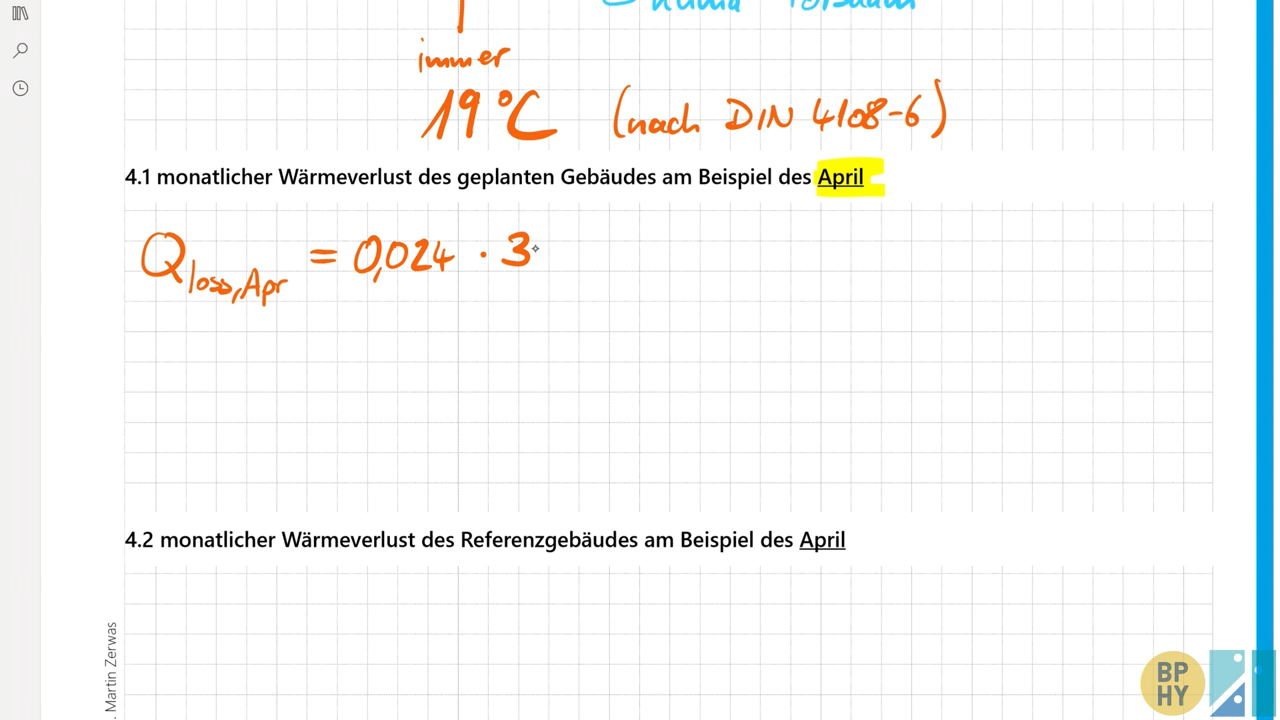 immer
19 °C (nach DIN 4108-6)
4.1 monatlicher Wärmeverlust des geplanten Gebäudes am Beispiel des April
Q loss, Apr = 0,024 · 3
4.2 monatlicher Wärmeverlust des Referenzgebäudes am Beispiel des April
. Martin Zerwas
BP
HY